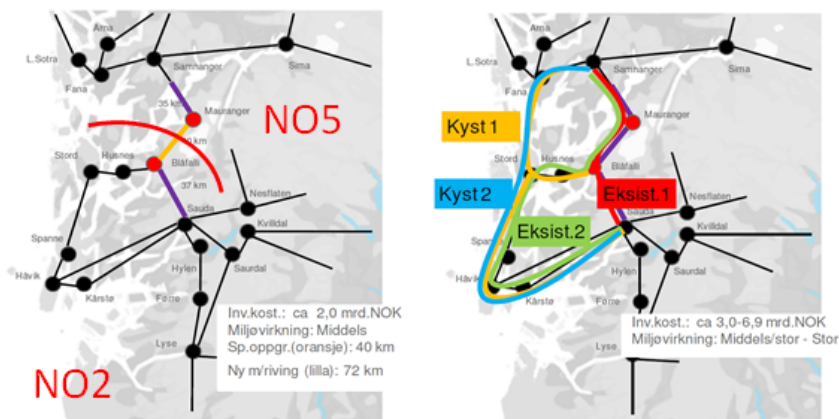 Arna
L.Sotra
Samnanger
Sima
Fana
35 km
Mauranger
NO5
Stord
Husnes
Blåfalli
37 km
Nesflaten
Sauda
Kvilldal
Spanne
Hylen
Saurdal
Håvik
Kårstø
Førre
Inv.kost.: ca 2,0 mrd.NOK
Miljøvirkning: Middels
Sp.oppgr.(oransje): 40 km
Lyse
Ny m/riving (lilla): 72 km
NO2
Arna
L.Sotra
Samnanger
Sima
Fana
Mauranger
Kyst 1
Stord
Husnes
Blåfalli
Kyst 2
Eksist.1
Nesflaten
Sauda
Eksist.2
Kvilldal
Spanne
Hylen
Saurdal
Håvik
Kårstø
Førre
Inv.kost.: ca 3,0-6,9 mrd.NOK
Miljøvirkning: Middels/stor - Stor
Lyse